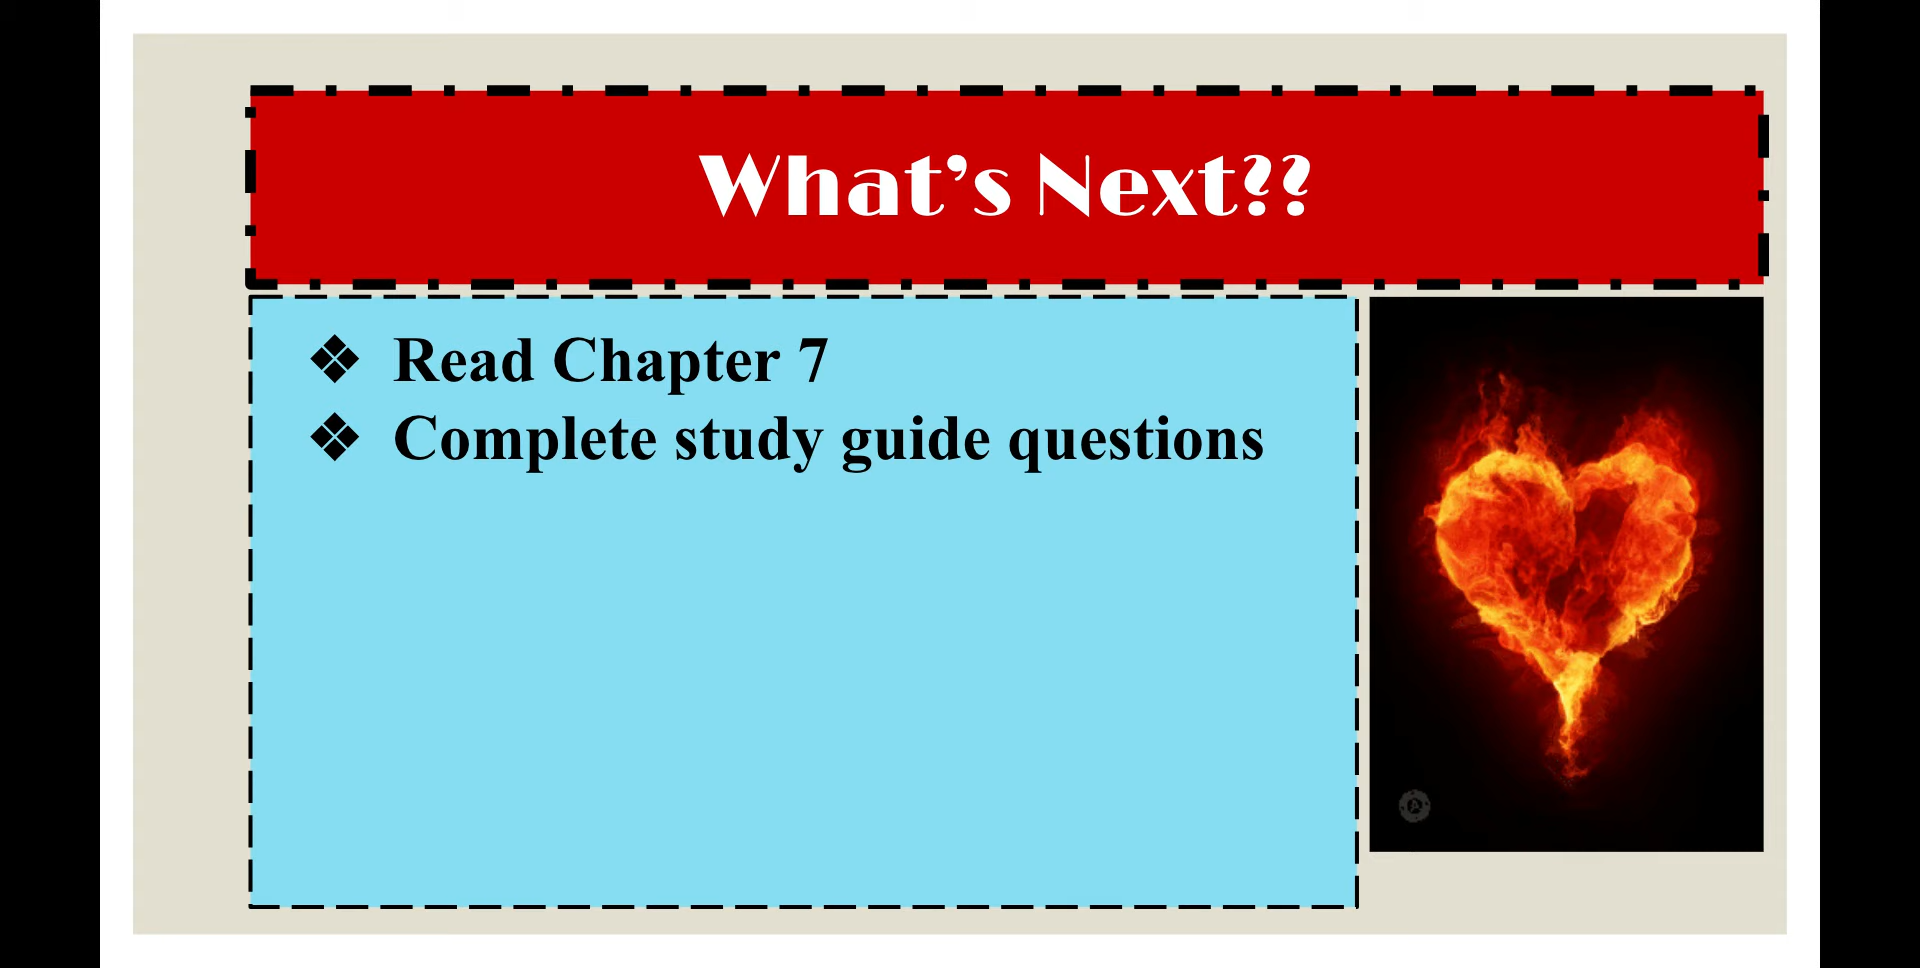 What’s Next??
❖ Read Chapter 7
❖ Complete study guide questions